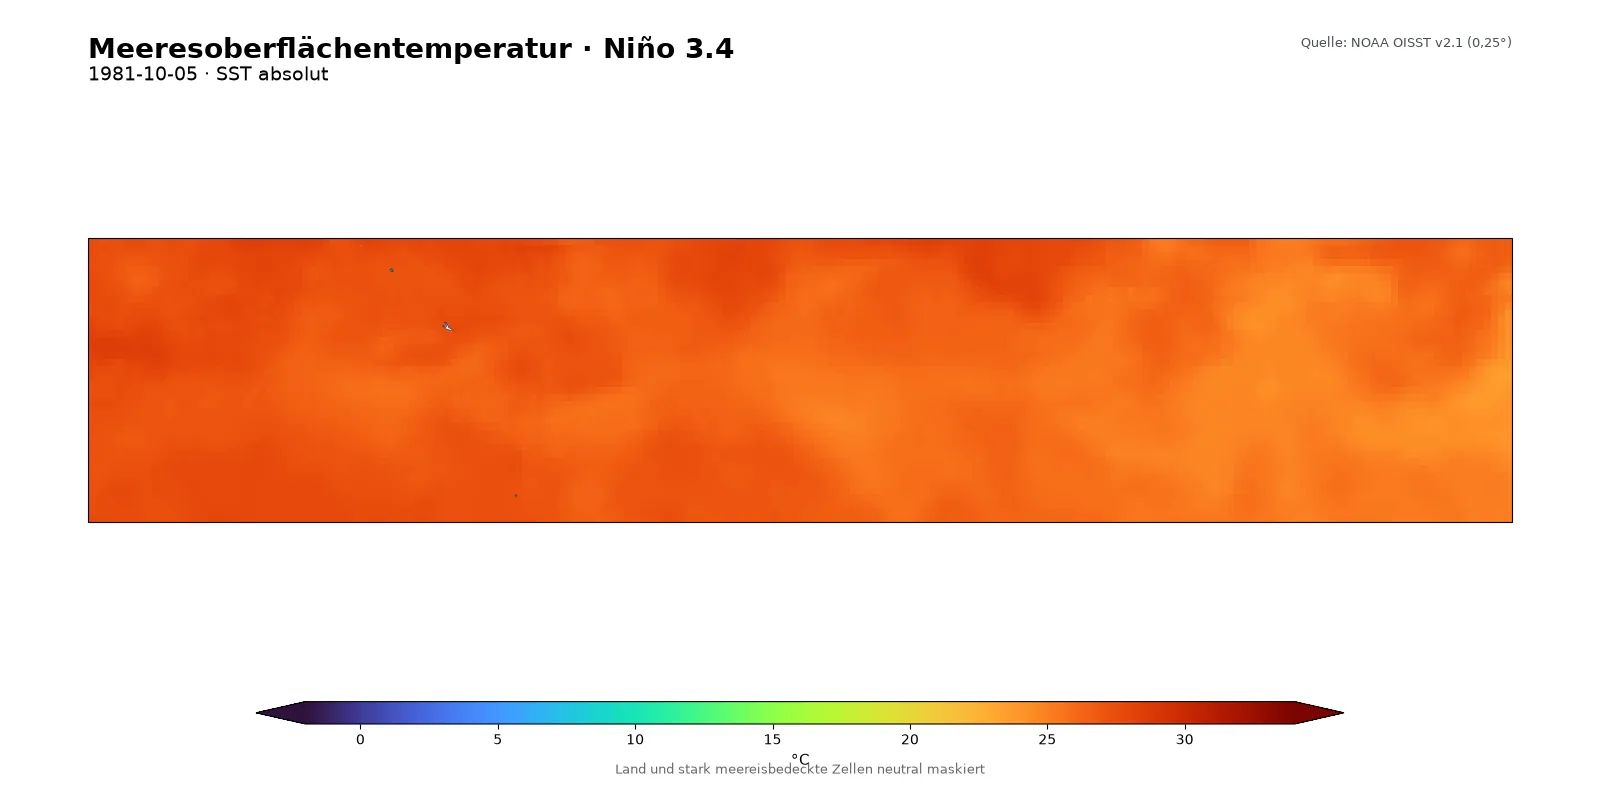 Meeresoberflächentemperatur · Niño 3.4
1981-10-05 · SST absolut
Quelle: NOAA OISST v2.1 (0,25°)
0 5 10 15 20 25 30
°C
Land und stark meereisbedeckte Zellen neutral maskiert